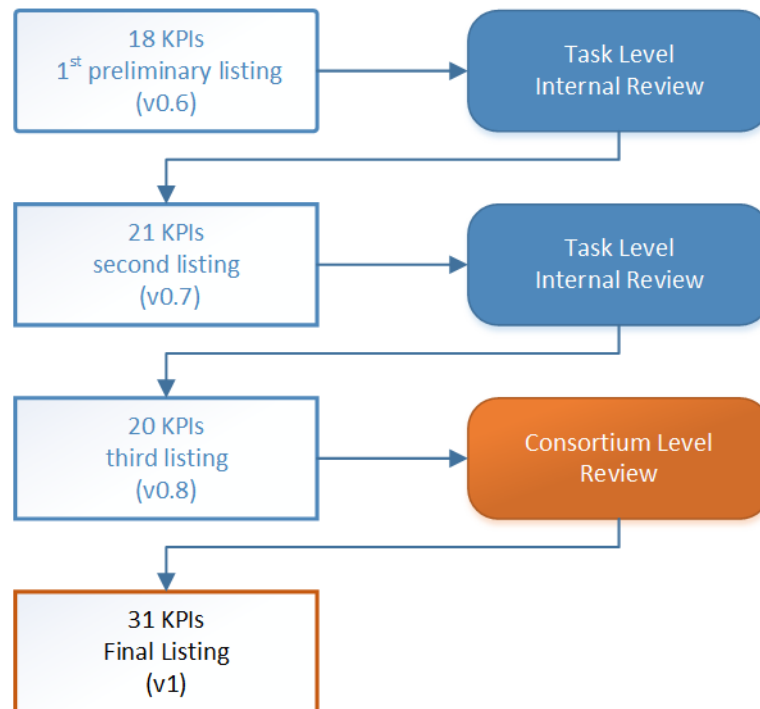 18 KPIs
1st preliminary listing
(v0.6)
Task Level
Internal Review
21 KPIs
second listing
(v0.7)
Task Level
Internal Review
20 KPIs
third listing
(v0.8)
Consortium Level
Review
31 KPIs
Final Listing
(v1)